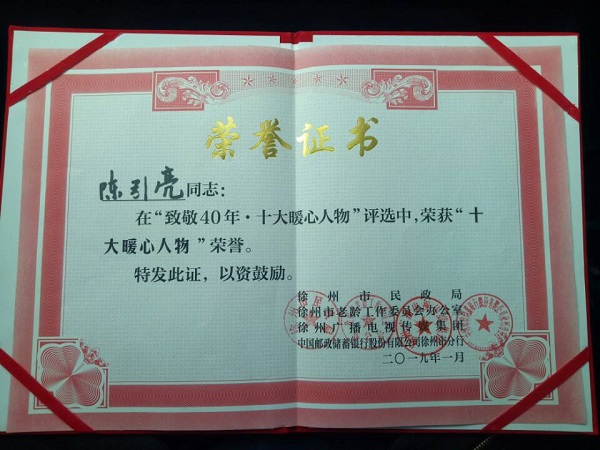 荣誉证书
陈引亮同志：
在“致敬40年·十大暖心人物”评选中，荣获“十
大暖心人物”荣誉。
特发此证，以资鼓励。
徐州市民政局
徐州市老龄工作委员会办公室
徐州广播电视传媒集团
中国邮政储蓄银行股份有限公司徐州市分行
二〇一九年一月